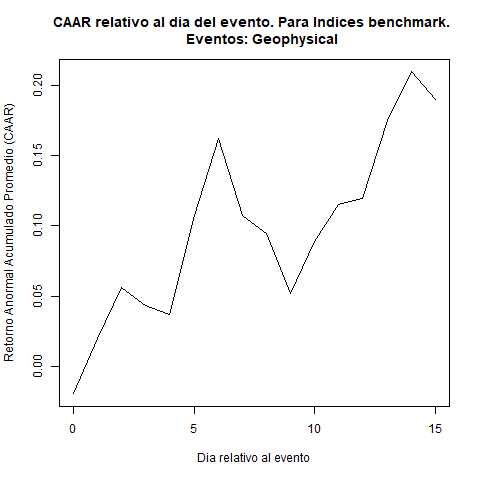 CAAR relativo al dia del evento. Para Indices benchmark.
Eventos: Geophysical
Retorno Anormal Acumulado Promedio (CAAR)
0.20
0.15
0.10
0.05
0.00
0 5 10 15
Dia relativo al evento